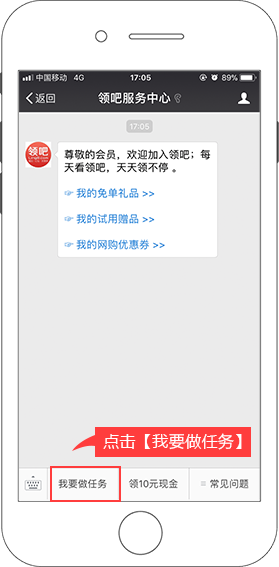 中国移动 4G 17:05 89%
返回 领吧服务中心
17:05
领吧
尊敬的会员，欢迎加入领吧；每
天看领吧，天天领不停 。
☞ 我的免单礼品 >>
☞ 我的试用赠品 >>
☞ 我的网购优惠券 >>
点击【我要做任务】
我要做任务 领10元现金 常见问题